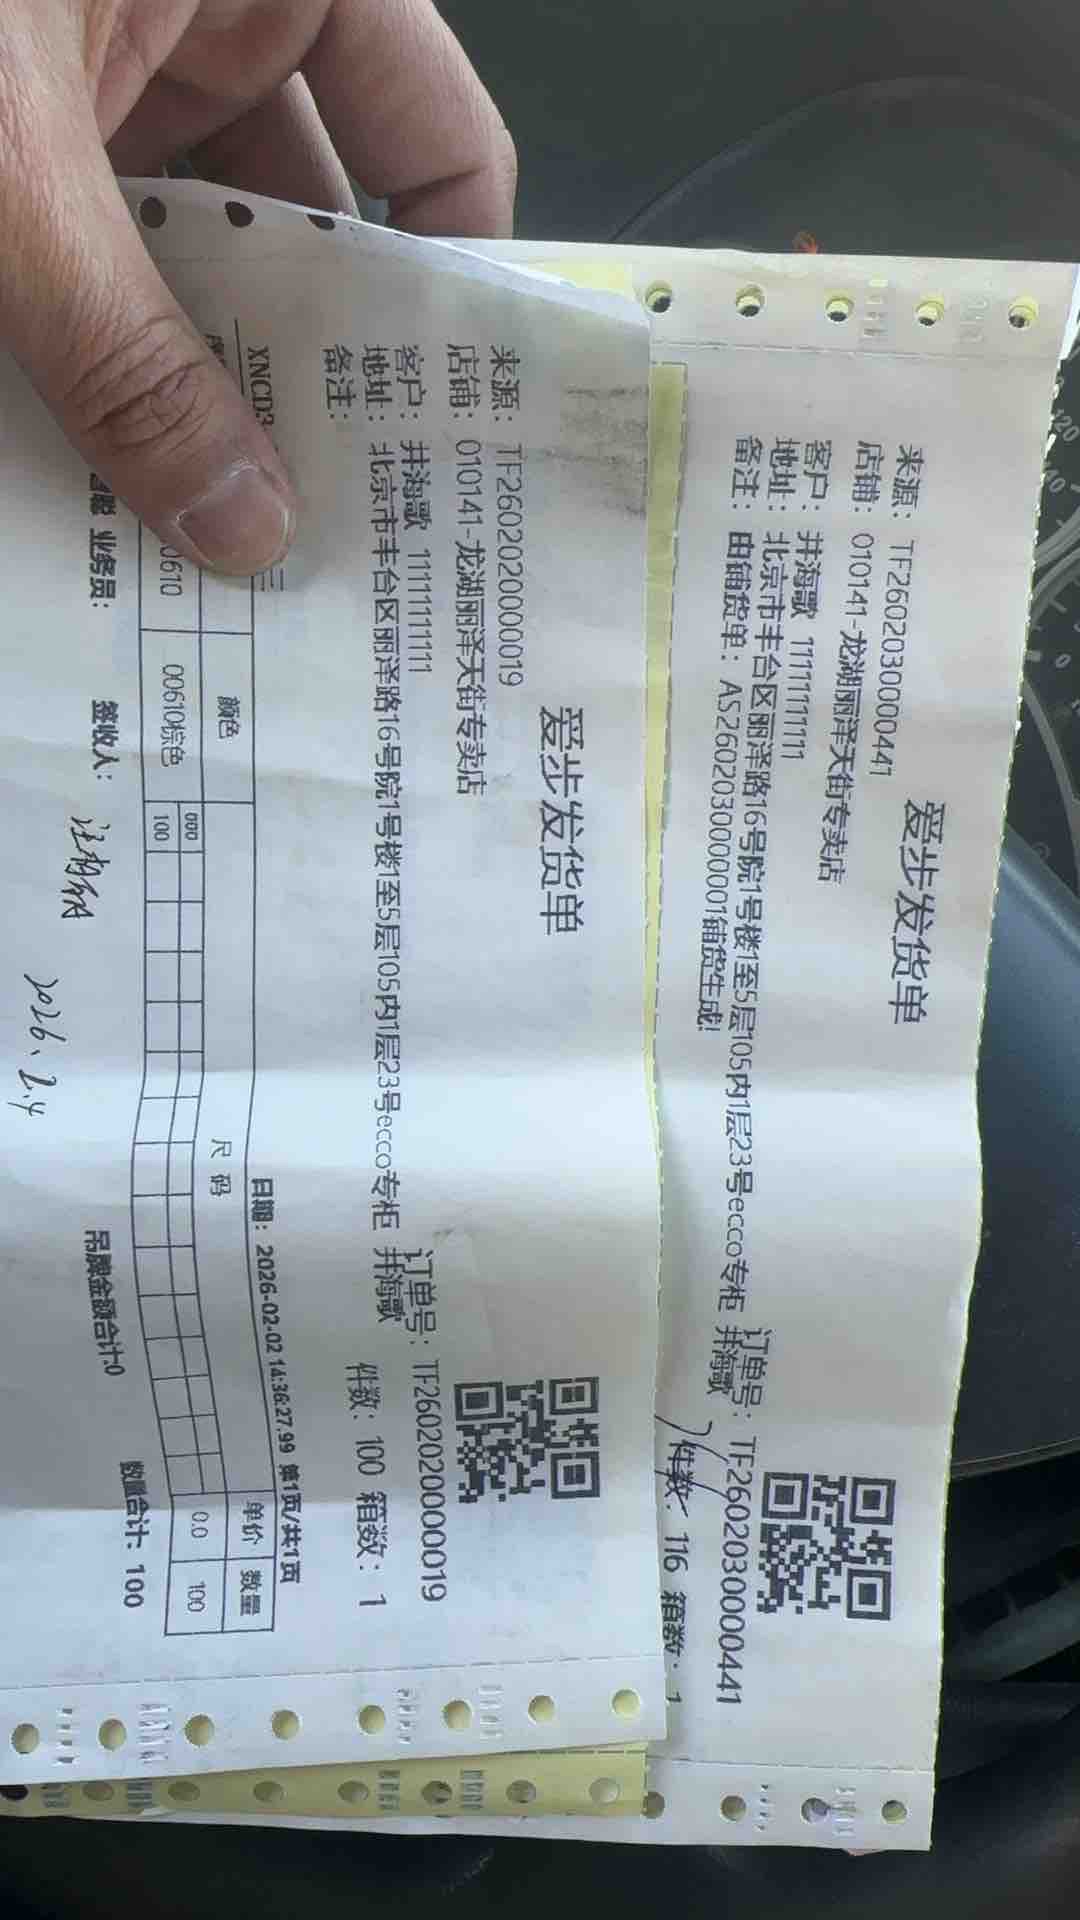 爱步发货单
来源：TF2602030000441
店铺：010141-龙湖丽泽天街专卖店
客户：井海歌 11111111111
订单号：TF2602030000441
地址：北京市丰台区丽泽路16号院1号楼1至5层105内1层23号ecco专柜 井海歌
备注：由铺货单：AS2602030000001铺货生成!
件数：116 箱数：1
爱步发货单
来源：TF2602020000019
店铺：010141-龙湖丽泽天街专卖店
客户：井海歌 11111111111
订单号：TF2602020000019
地址：北京市丰台区丽泽路16号院1号楼1至5层105内1层23号ecco专柜 井海歌
备注：
件数：100 箱数：1
XNCD3
日期：2026-02-02 14:36:27.99 第1页/共1页
颜色 尺码 单价 数量
00610棕色 000 0.0 100
100
业务员： 签收人： 吊牌金额合计:0 数量合计：100
2026.2.4